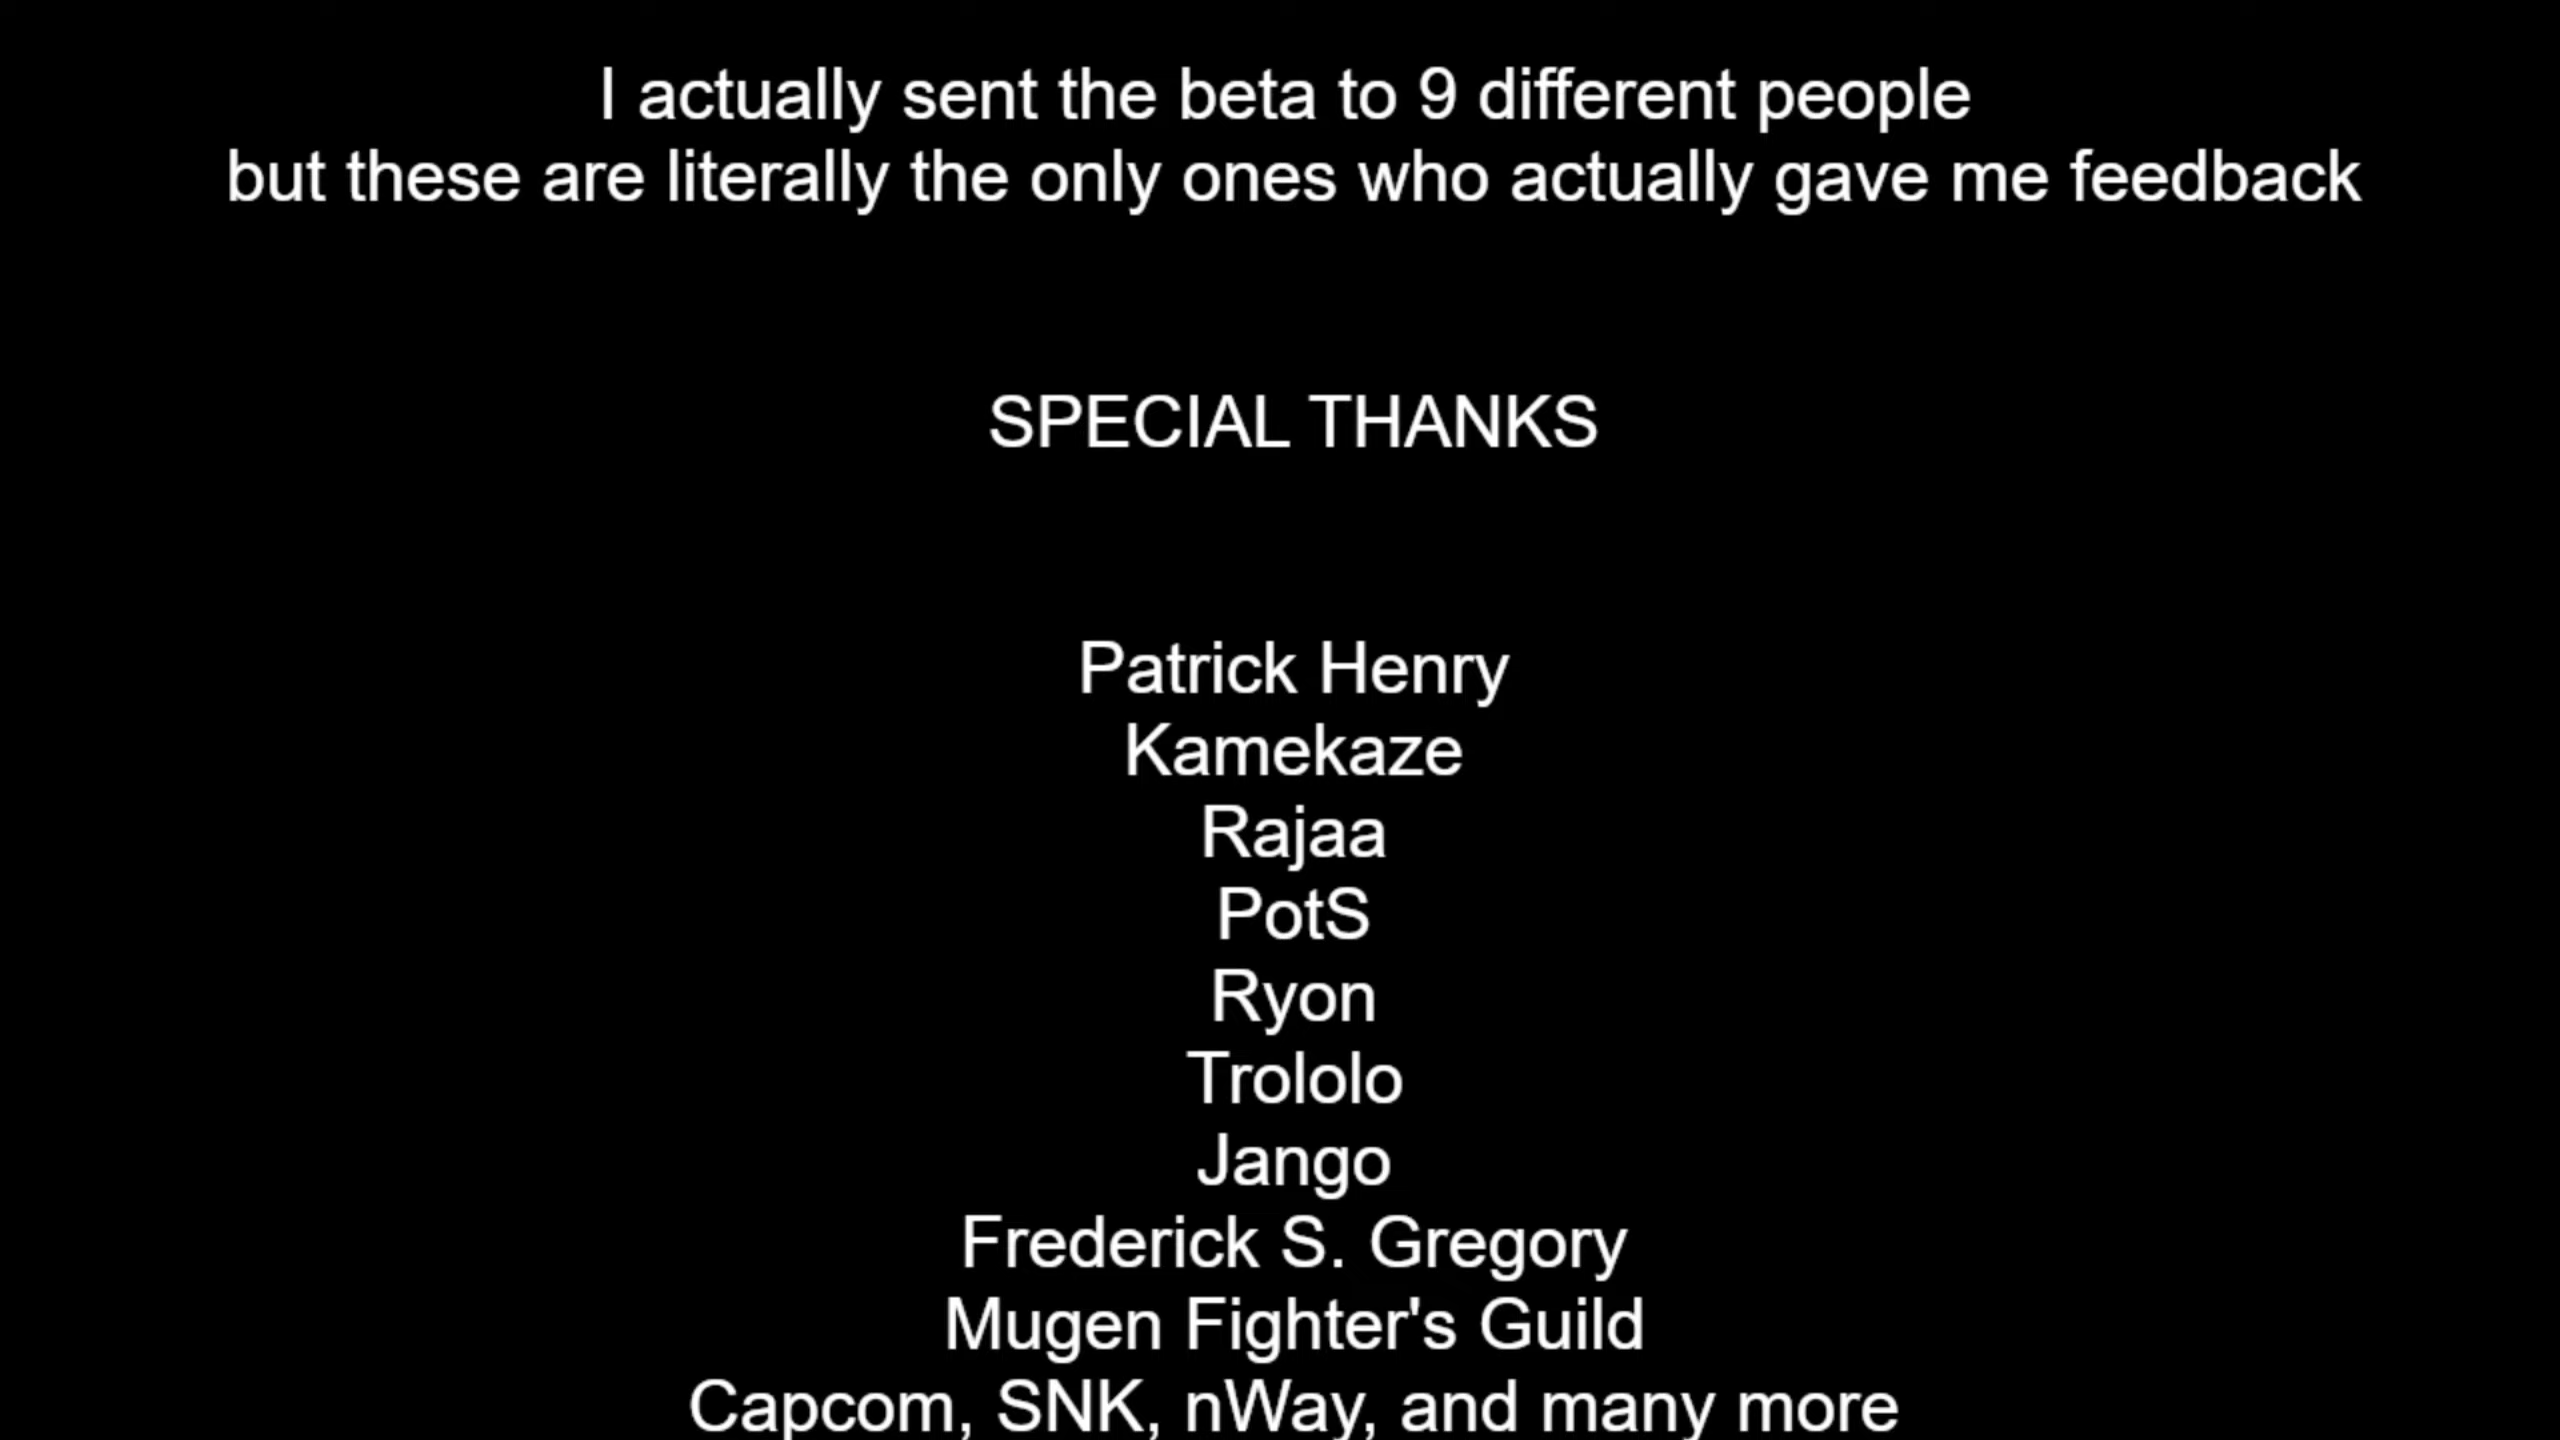 I actually sent the beta to 9 different people
but these are literally the only ones who actually gave me feedback
SPECIAL THANKS
Patrick Henry
Kamekaze
Rajaa
PotS
Ryon
Trololo
Jango
Frederick S. Gregory
Mugen Fighter's Guild
Capcom, SNK, nWay, and many more